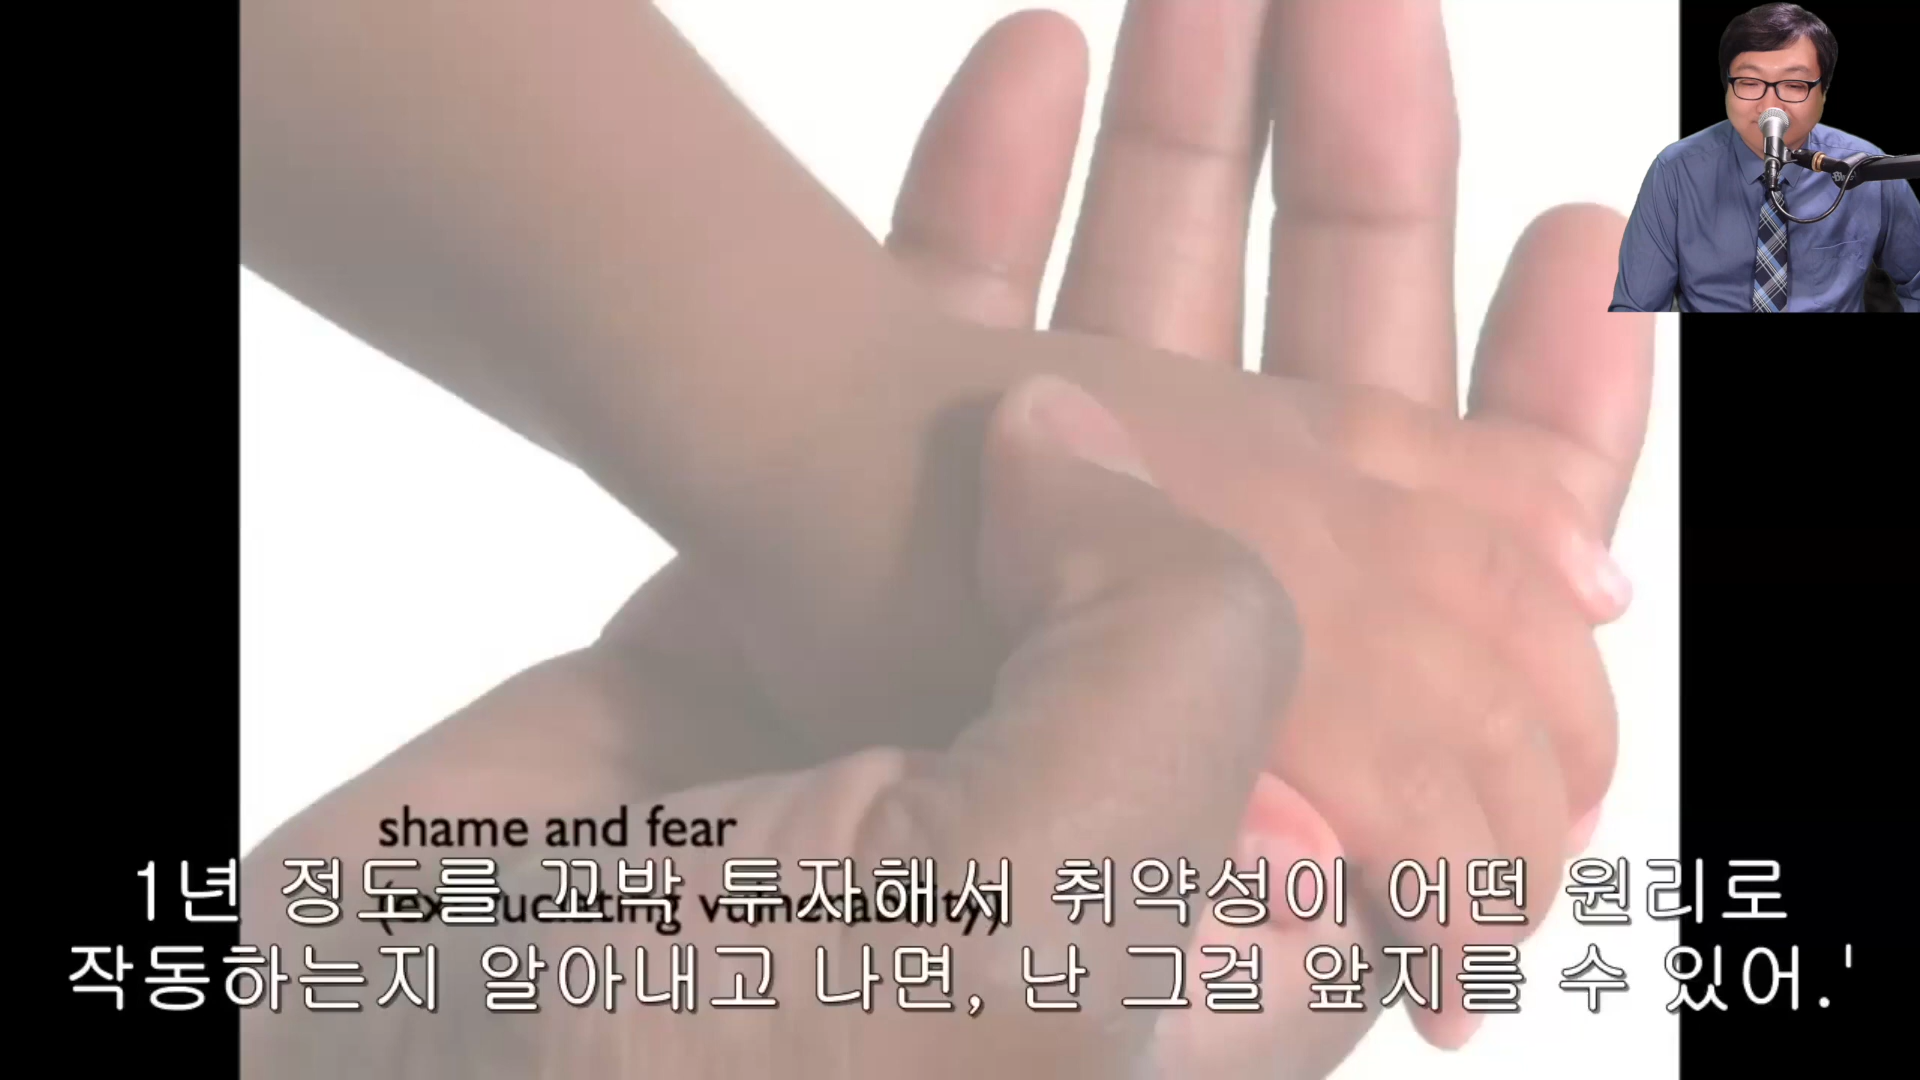 shame and fear
(excruciating vulnerability)
1년 정도를 꼬박 투자해서 취약성이 어떤 원리로
작동하는지 알아내고 나면, 난 그걸 앞지를 수 있어.'